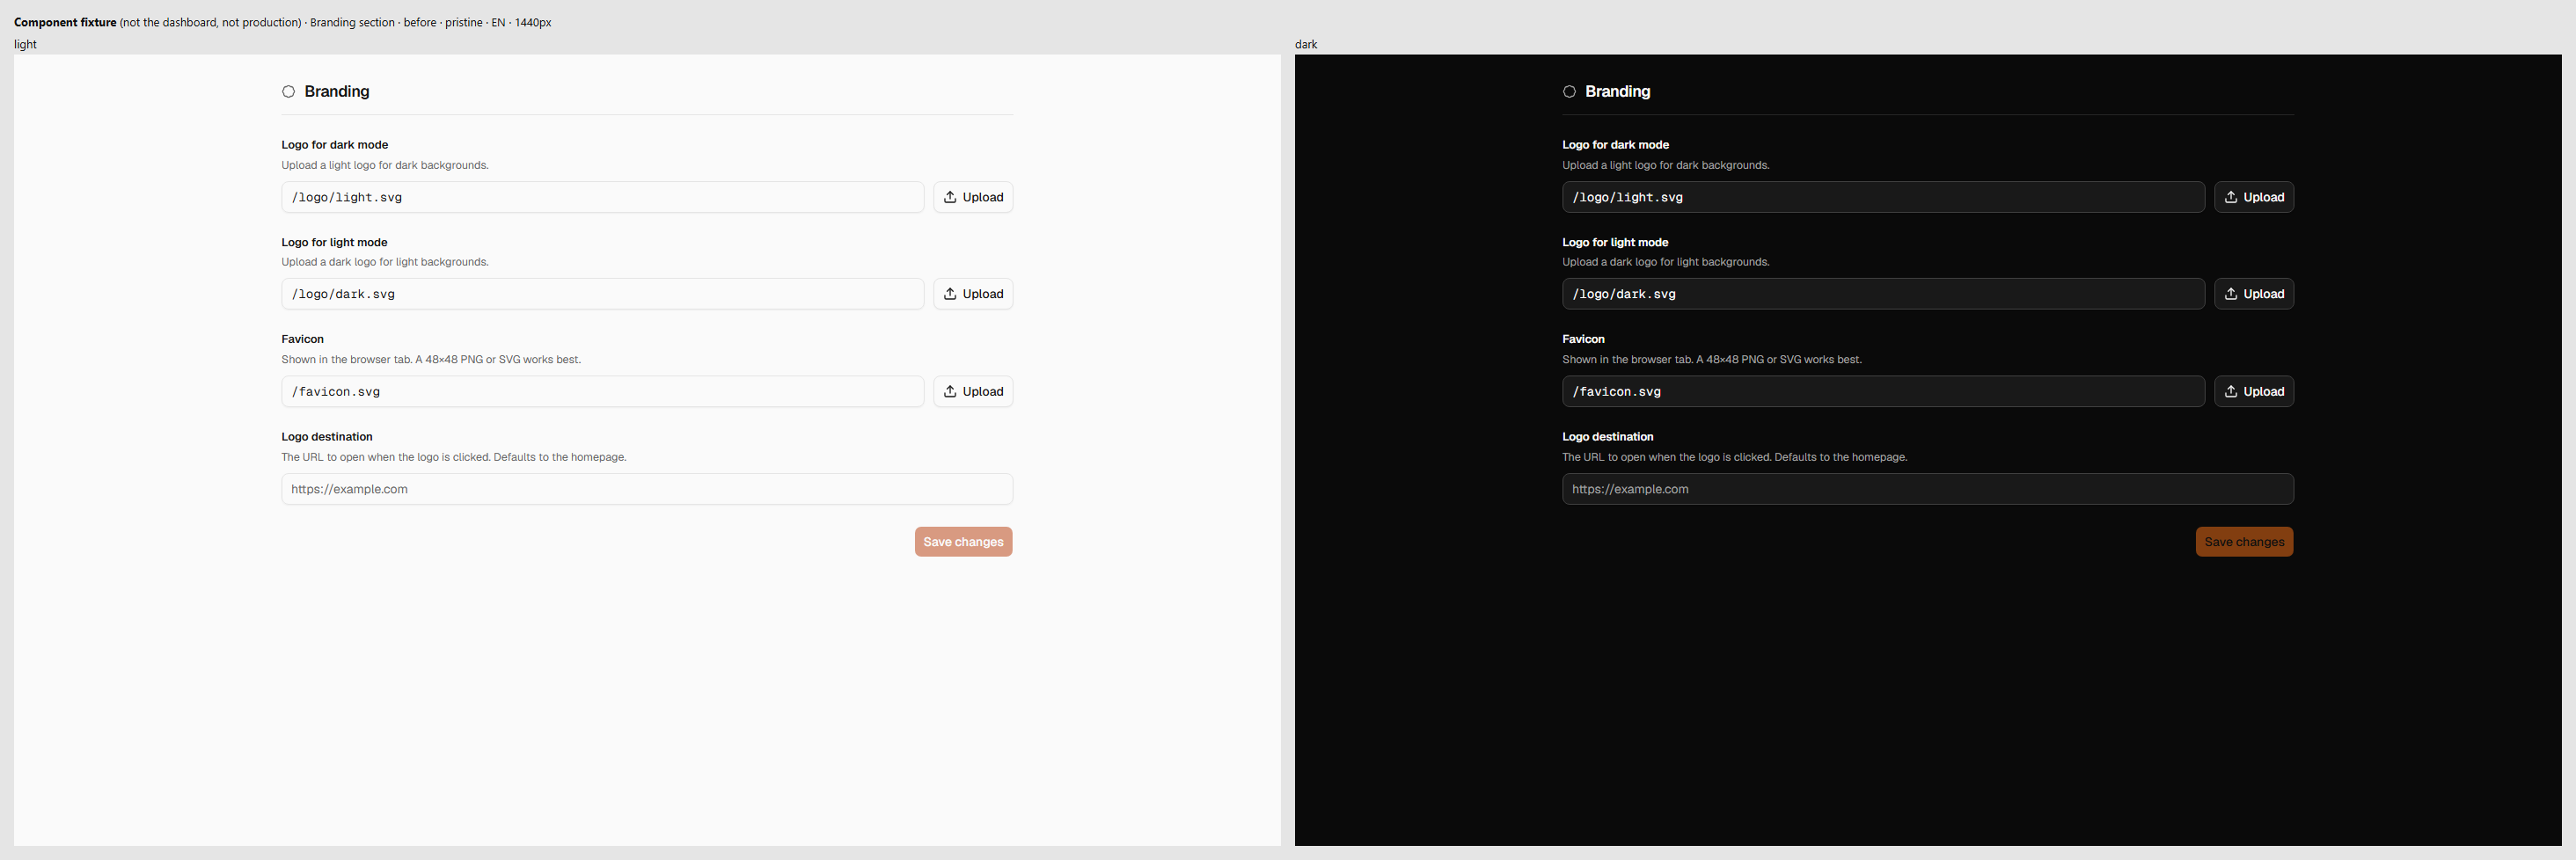 Component fixture (not the dashboard, not production) · Branding section · before · pristine · EN · 1440px
light
Branding
Logo for dark mode
Upload a light logo for dark backgrounds.
/logo/light.svg
Upload
Logo for light mode
Upload a dark logo for light backgrounds.
/logo/dark.svg
Upload
Favicon
Shown in the browser tab. A 48×48 PNG or SVG works best.
/favicon.svg
Upload
Logo destination
The URL to open when the logo is clicked. Defaults to the homepage.
https://example.com
Save changes
dark
Branding
Logo for dark mode
Upload a light logo for dark backgrounds.
/logo/light.svg
Upload
Logo for light mode
Upload a dark logo for light backgrounds.
/logo/dark.svg
Upload
Favicon
Shown in the browser tab. A 48×48 PNG or SVG works best.
/favicon.svg
Upload
Logo destination
The URL to open when the logo is clicked. Defaults to the homepage.
https://example.com
Save changes